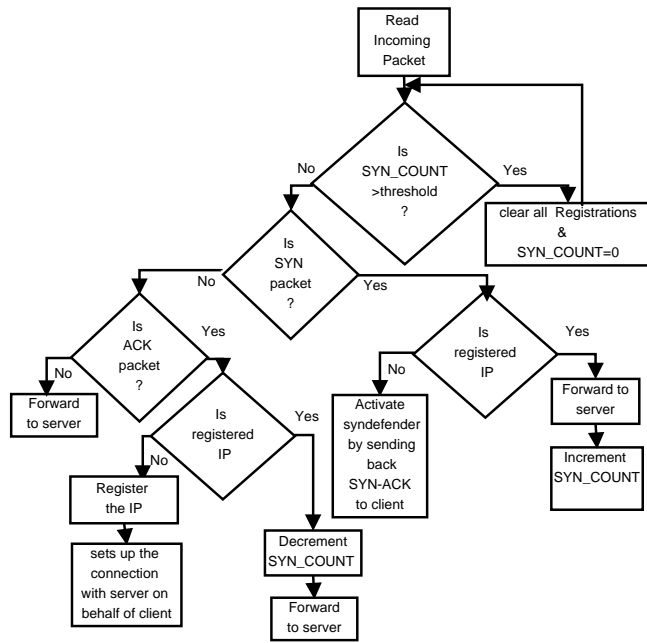 Read
Incoming
Packet
Is
SYN_COUNT
>threshold
?
No
Yes
clear all Registrations
&
SYN_COUNT=0
Is
SYN
packet
?
No
Yes
Is
ACK
packet
?
No
Yes
Forward
to server
Is
registered
IP
No
Yes
Register
the IP
sets up the
connection
with server on
behalf of client
Decrement
SYN_COUNT
Forward
to server
Is
registered
IP
No
Yes
Activate
syndefender
by sending
back
SYN-ACK
to client
Forward to
server
Increment
SYN_COUNT